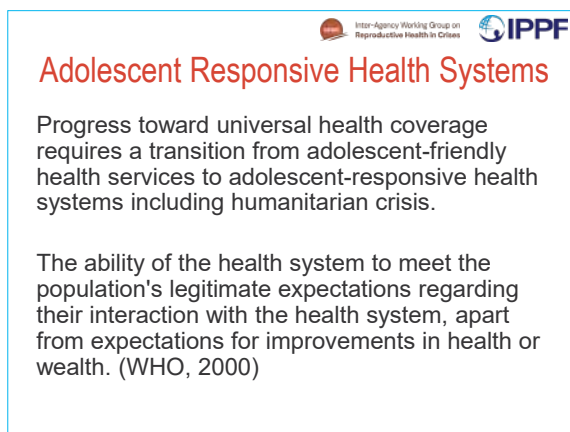 Inter-Agency Working Group on
Reproductive Health in Crises
IPPF
Adolescent Responsive Health Systems
Progress toward universal health coverage
requires a transition from adolescent-friendly
health services to adolescent-responsive health
systems including humanitarian crisis.
The ability of the health system to meet the
population's legitimate expectations regarding
their interaction with the health system, apart
from expectations for improvements in health or
wealth. (WHO, 2000)